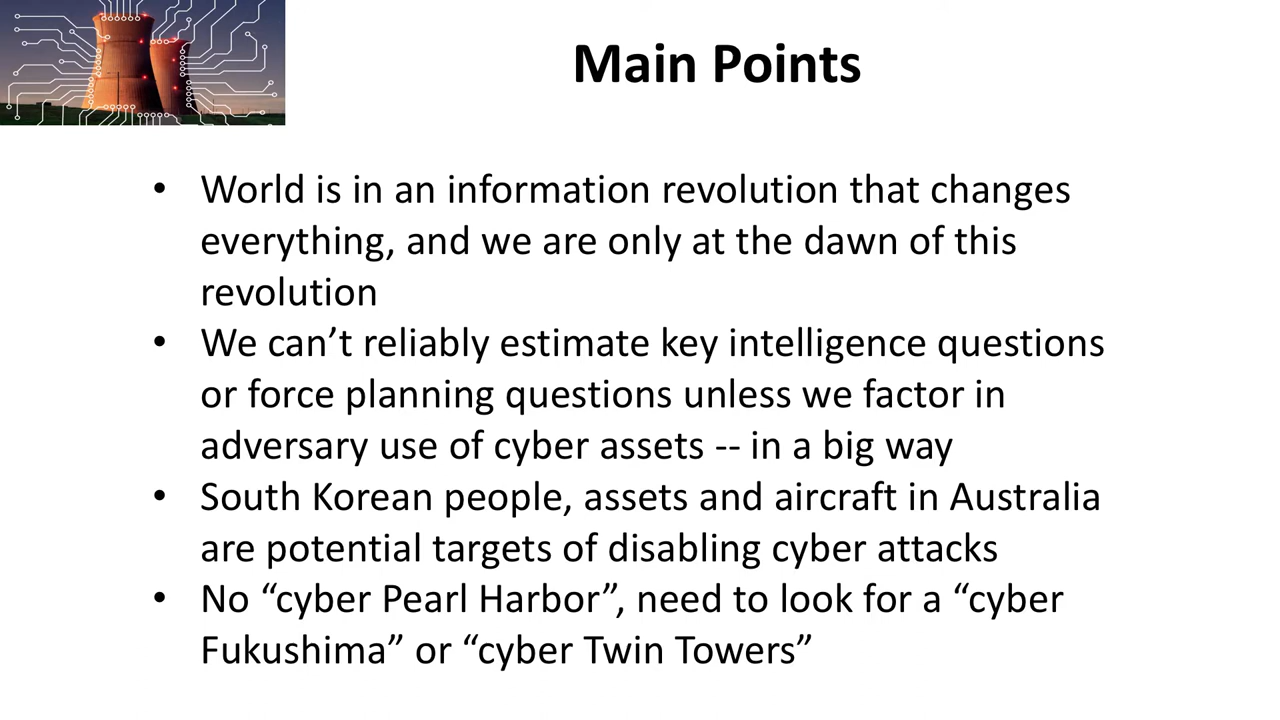 Main Points
• World is in an information revolution that changes
everything, and we are only at the dawn of this
revolution
• We can’t reliably estimate key intelligence questions
or force planning questions unless we factor in
adversary use of cyber assets -- in a big way
• South Korean people, assets and aircraft in Australia
are potential targets of disabling cyber attacks
• No “cyber Pearl Harbor”, need to look for a “cyber
Fukushima” or “cyber Twin Towers”